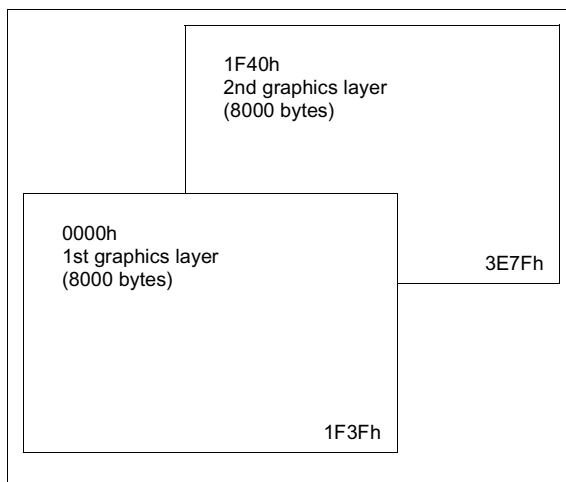 1F40h
2nd graphics layer
(8000 bytes)
3E7Fh
0000h
1st graphics layer
(8000 bytes)
1F3Fh